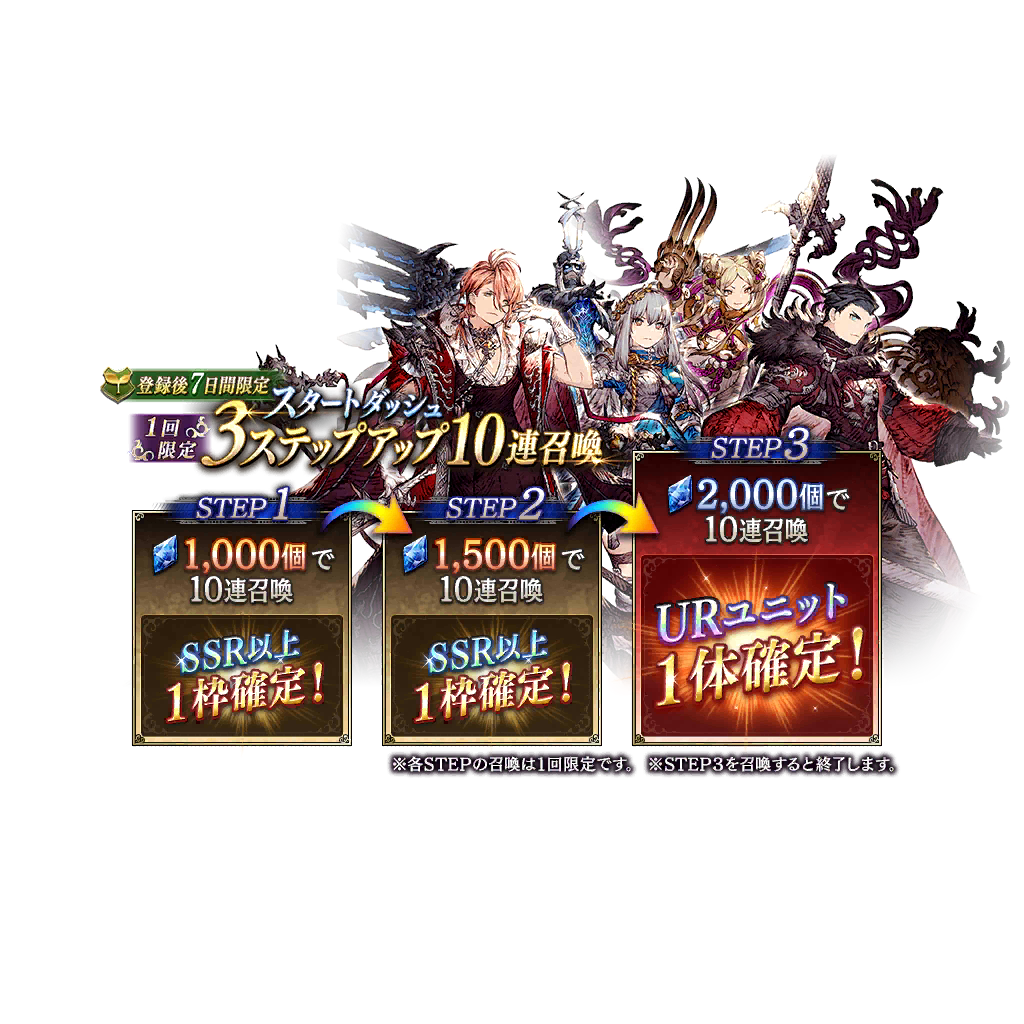 登録後7日間限定
1回
限定
スタートダッシュ
3ステップアップ10連召喚
STEP1
1,000個で
10連召喚
SSR以上
1枠確定!
STEP2
1,500個で
10連召喚
SSR以上
1枠確定!
STEP3
2,000個で
10連召喚
URユニット
1体確定!
※各STEPの召喚は1回限定です。 ※STEP3を召喚すると終了します。